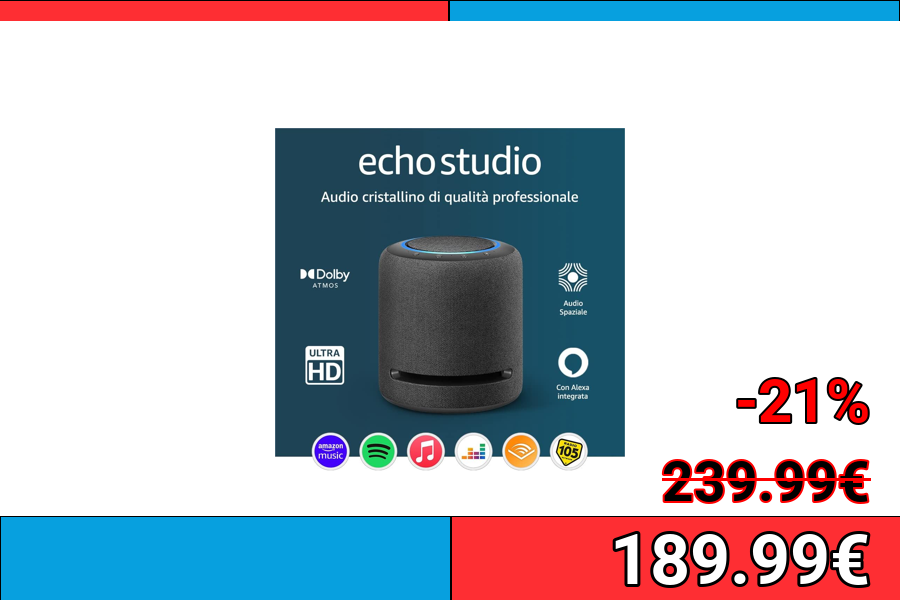 echo studio
Audio cristallino di qualità professionale
Dolby
ATMOS
Audio
Spaziale
ULTRA
HD
Con Alexa
integrata
amazon
music
RADIO
105
-21%
239.99€
189.99€